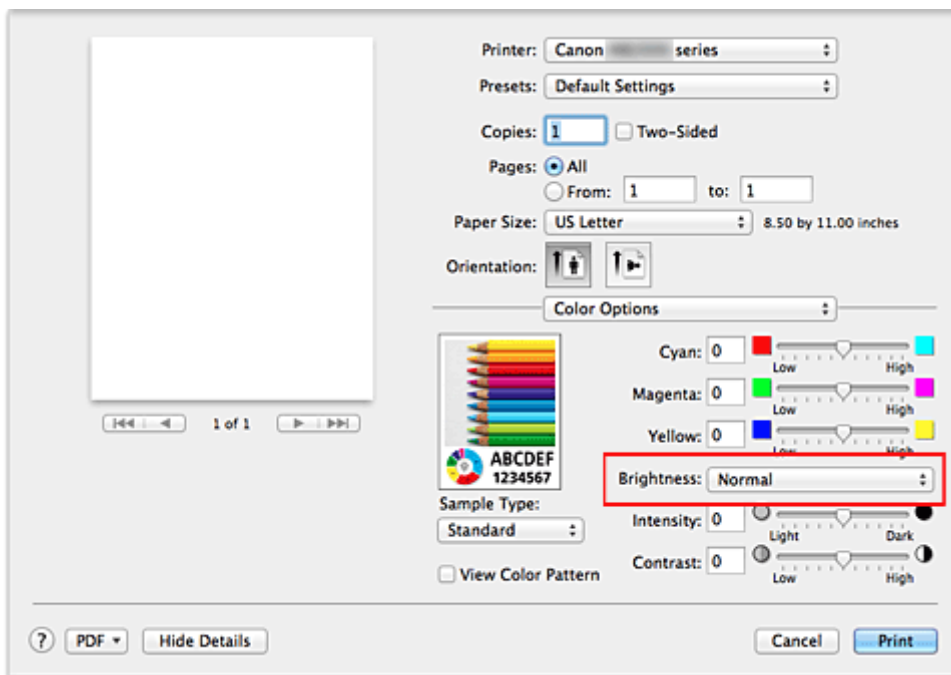 Printer: Canon series
Presets: Default Settings
Copies: 1 Two-Sided
Pages: All
From: 1 to: 1
Paper Size: US Letter 8.50 by 11.00 inches
Orientation:
Color Options
Cyan: 0
Low High
Magenta: 0
Low High
Yellow: 0
Low High
Brightness: Normal
Intensity: 0
Light Dark
Contrast: 0
Low High
ABCDEF
1234567
Sample Type:
Standard
View Color Pattern
1 of 1
? PDF Hide Details Cancel Print